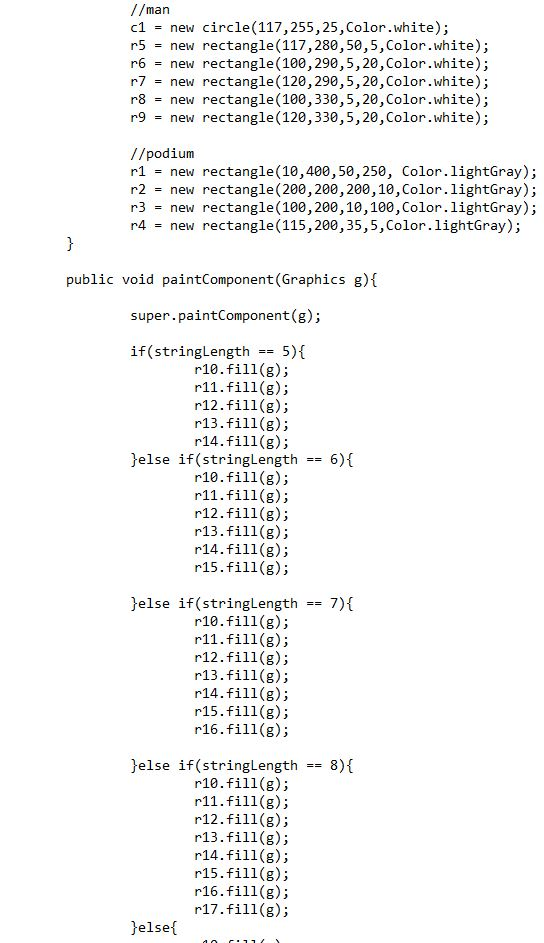 //man
c1 = new circle(117,255,25,Color.white);
r5 = new rectangle(117,280,50,5,Color.white);
r6 = new rectangle(100,290,5,20,Color.white);
r7 = new rectangle(120,290,5,20,Color.white);
r8 = new rectangle(100,330,5,20,Color.white);
r9 = new rectangle(120,330,5,20,Color.white);
//podium
r1 = new rectangle(10,400,50,250, Color.lightGray);
r2 = new rectangle(200,200,200,10,Color.lightGray);
r3 = new rectangle(100,200,10,100,Color.lightGray);
r4 = new rectangle(115,200,35,5,Color.lightGray);
}
public void paintComponent(Graphics g){
super.paintComponent(g);
if(stringLength == 5){
r10.fill(g);
r11.fill(g);
r12.fill(g);
r13.fill(g);
r14.fill(g);
}else if(stringLength == 6){
r10.fill(g);
r11.fill(g);
r12.fill(g);
r13.fill(g);
r14.fill(g);
r15.fill(g);
}else if(stringLength == 7){
r10.fill(g);
r11.fill(g);
r12.fill(g);
r13.fill(g);
r14.fill(g);
r15.fill(g);
r16.fill(g);
}else if(stringLength == 8){
r10.fill(g);
r11.fill(g);
r12.fill(g);
r13.fill(g);
r14.fill(g);
r15.fill(g);
r16.fill(g);
r17.fill(g);
}else{